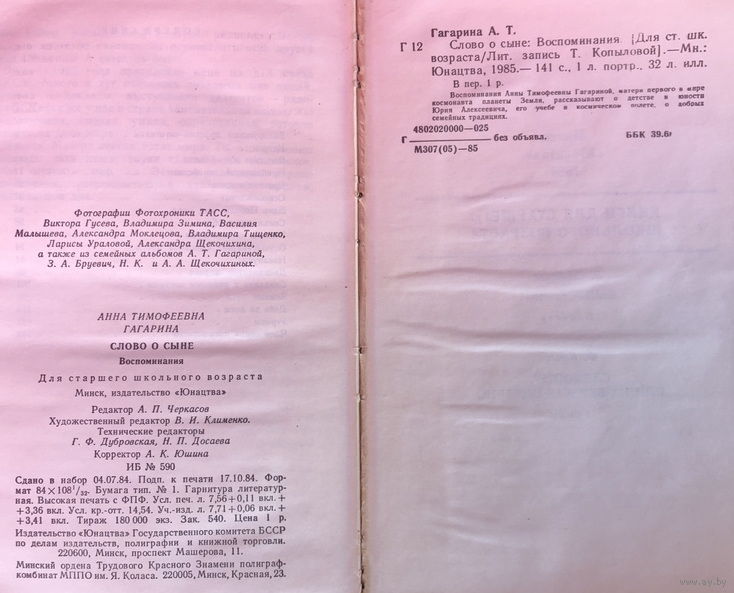 Фотографии Фотохроники ТАСС,
Виктора Гусева, Владимира Зимина, Василия
Малышева, Александра Моклецова, Владимира Тищенко,
Ларисы Ураловой, Александра Щекочихина,
а также из семейных альбомов А. Т. Гагариной,
З. А. Бруевич, Н. К. и А. А. Щекочихиных.
АННА ТИМОФЕЕВНА
ГАГАРИНА
СЛОВО О СЫНЕ
Воспоминания
Для старшего школьного возраста
Минск, издательство «Юнацтва»
Редактор А. П. Черкасов
Художественный редактор В. И. Клименко.
Технические редакторы
Г. Ф. Дубровская, Н. П. Досаева
Корректор А. К. Юшина
ИБ № 590
Сдано в набор 04.07.84. Подп. к печати 17.10.84. Фор-
мат 84×108¹/₃₂. Бумага тип. № 1. Гарнитура литератур-
ная. Высокая печать с ФПФ. Усл. печ. л. 7,56+0,11 вкл.+
+3,36 вкл. Усл. кр.-отт. 14,54. Уч.-изд. л. 7,71+0,06 вкл.+
+3,41 вкл. Тираж 180 000 экз. Зак. 540. Цена 1 р.
Издательство «Юнацтва» Государственного комитета БССР
по делам издательств, полиграфии и книжной торговли.
220600, Минск, проспект Машерова, 11.
Минский ордена Трудового Красного Знамени полиграф-
комбинат МППО им. Я. Коласа. 220005, Минск, Красная, 23.
Гагарина А. Т.
Г 12 Слово о сыне: Воспоминания. [Для ст. шк.
возраста/Лит. запись Т. Копыловой].—Мн.:
Юнацтва, 1985.— 141 с., 1 л. портр., 32 л. илл.
В пер. 1 р.
Воспоминания Анны Тимофеевны Гагариной, матери первого в мире
космонавта планеты Земля, рассказывают о детстве и юности
Юрия Алексеевича, его учебе и космическом полете, о добрых
семейных традициях.
4802020000—025
Г ———— без объявл. ББК 39.6г
М307(05)—85
www.ay.by